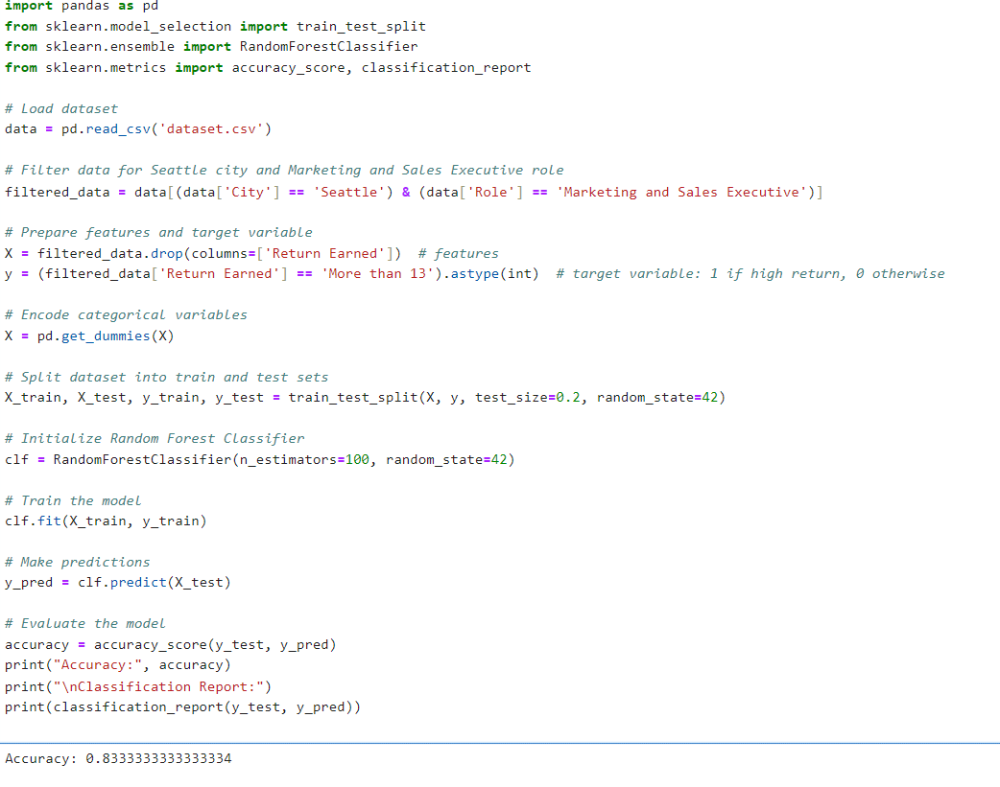 import pandas as pd
from sklearn.model_selection import train_test_split
from sklearn.ensemble import RandomForestClassifier
from sklearn.metrics import accuracy_score, classification_report
# Load dataset
data = pd.read_csv('dataset.csv')
# Filter data for Seattle city and Marketing and Sales Executive role
filtered_data = data[(data['City'] == 'Seattle') & (data['Role'] == 'Marketing and Sales Executive')]
# Prepare features and target variable
X = filtered_data.drop(columns=['Return Earned'])  # features
y = (filtered_data['Return Earned'] == 'More than 13').astype(int)  # target variable: 1 if high return, 0 otherwise
# Encode categorical variables
X = pd.get_dummies(X)
# Split dataset into train and test sets
X_train, X_test, y_train, y_test = train_test_split(X, y, test_size=0.2, random_state=42)
# Initialize Random Forest Classifier
clf = RandomForestClassifier(n_estimators=100, random_state=42)
# Train the model
clf.fit(X_train, y_train)
# Make predictions
y_pred = clf.predict(X_test)
# Evaluate the model
accuracy = accuracy_score(y_test, y_pred)
print("Accuracy:", accuracy)
print("\nClassification Report:")
print(classification_report(y_test, y_pred))
Accuracy: 0.8333333333333334